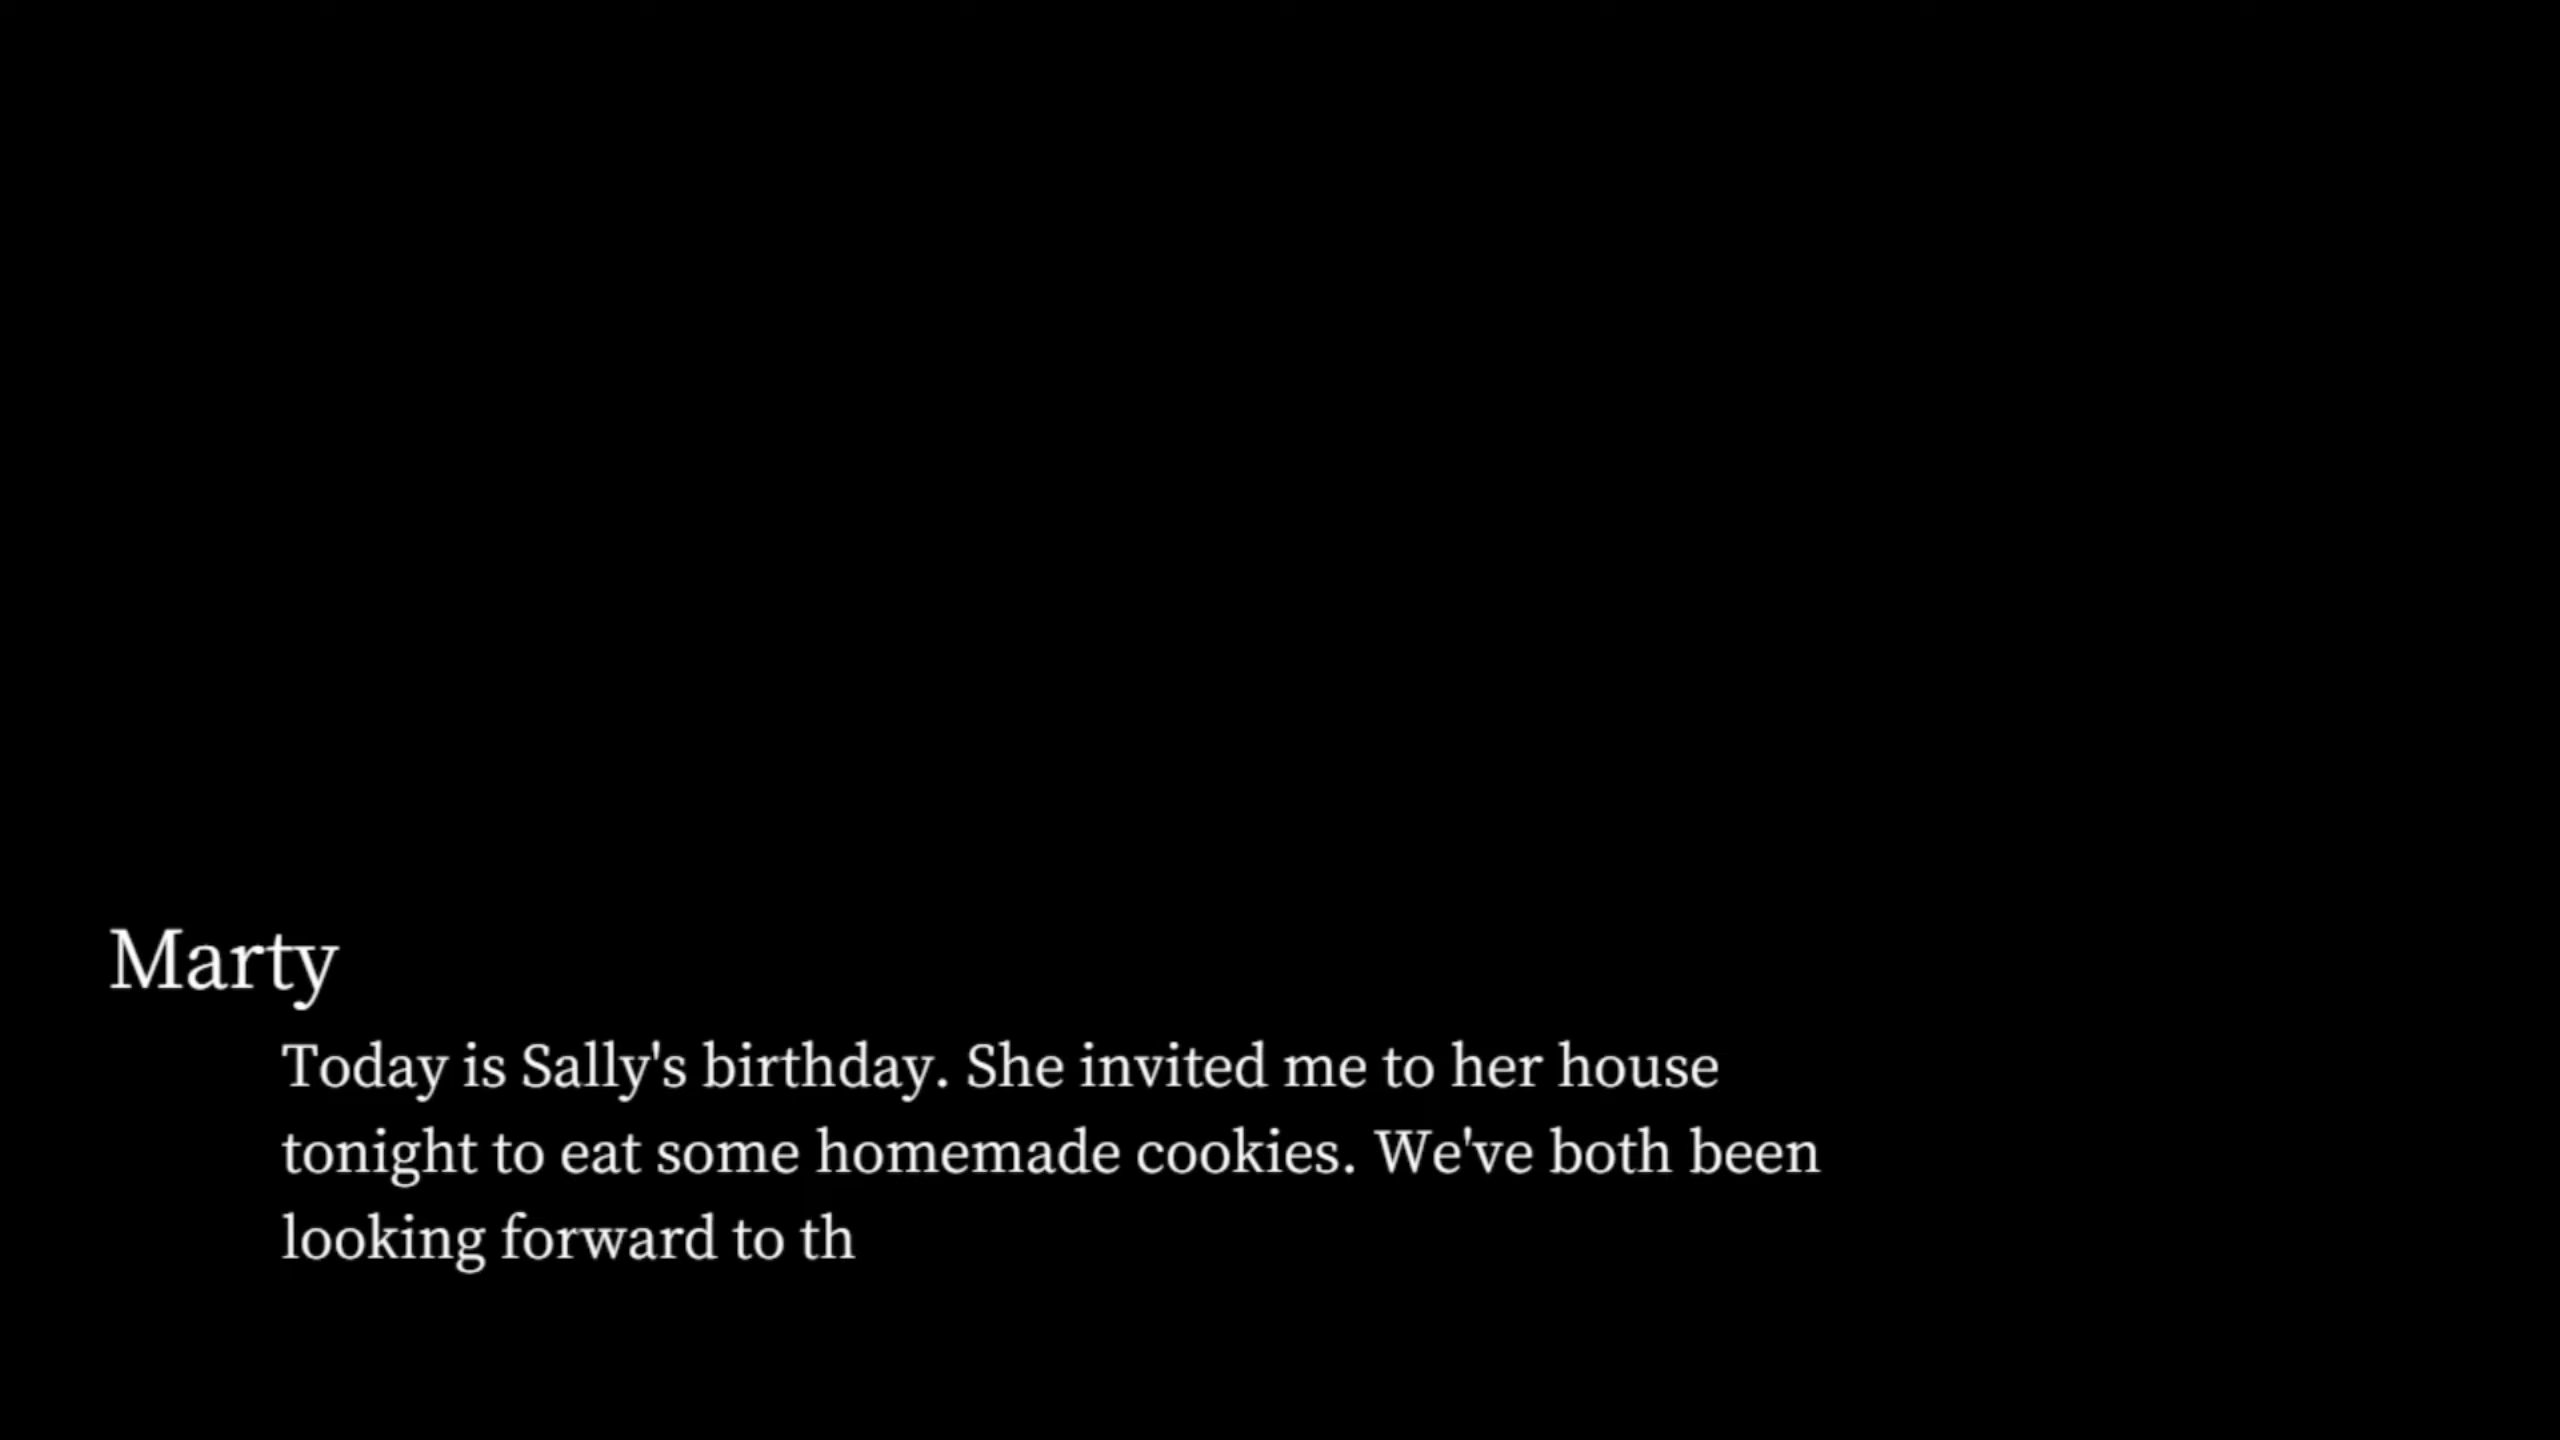 Marty
Today is Sally's birthday. She invited me to her house
tonight to eat some homemade cookies. We've both been
looking forward to th